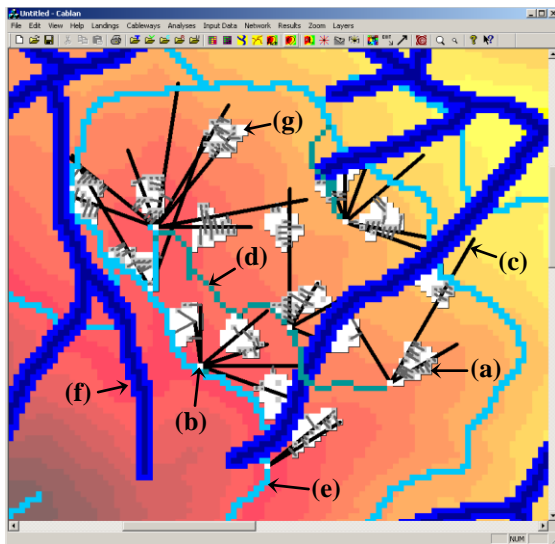 Untitled - Cablan
File Edit View Help Landings Cableways Analyses Input Data Network Results Zoom Layers
(g)
(d)
(c)
(a)
(f)
(b)
(e)
NUM